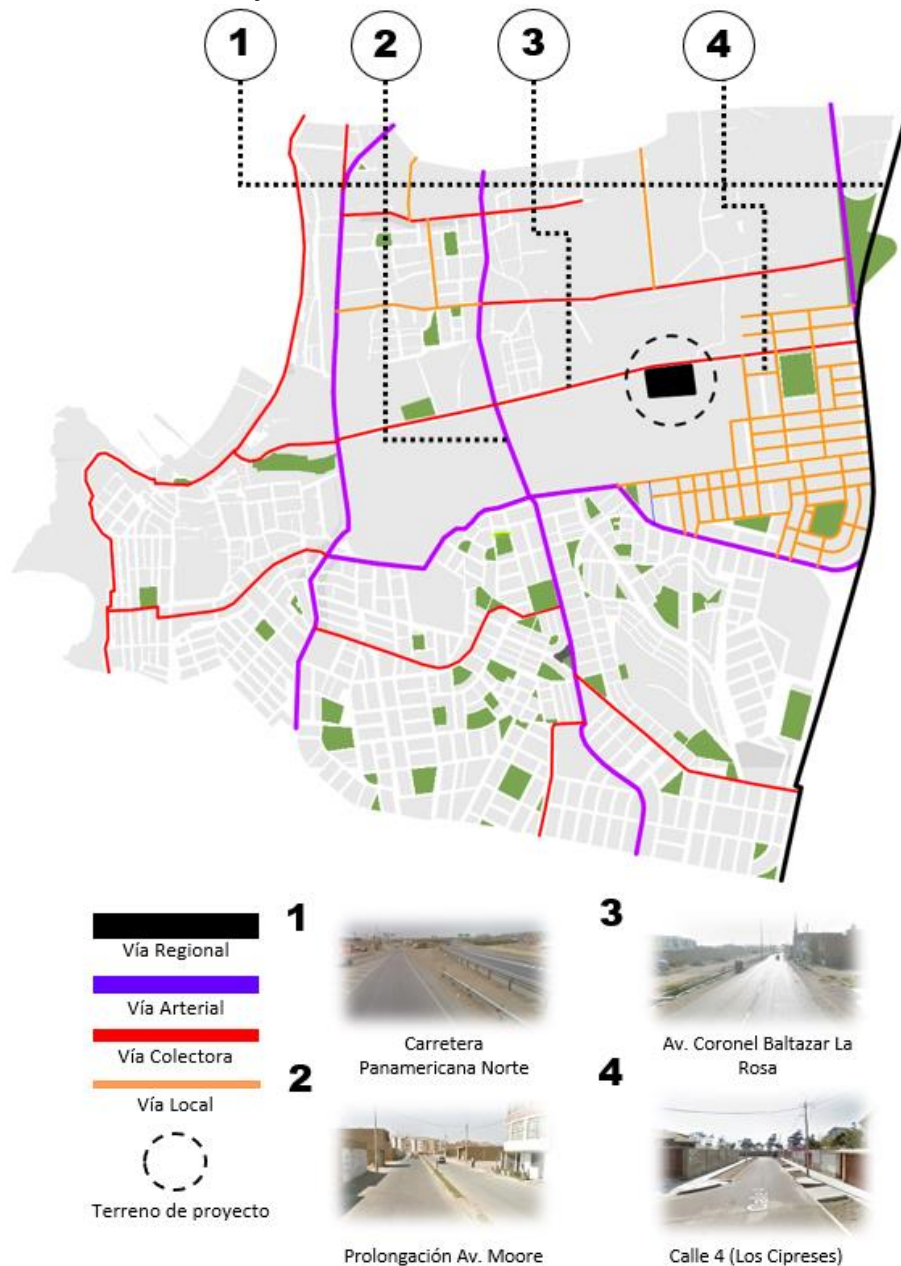 1
2
3
4
Vía Regional
Vía Arterial
Vía Colectora
Vía Local
Terreno de proyecto
1
Carretera
Panamericana Norte
2
Prolongación Av. Moore
3
Av. Coronel Baltazar La
Rosa
4
Calle 4 (Los Cipreses)